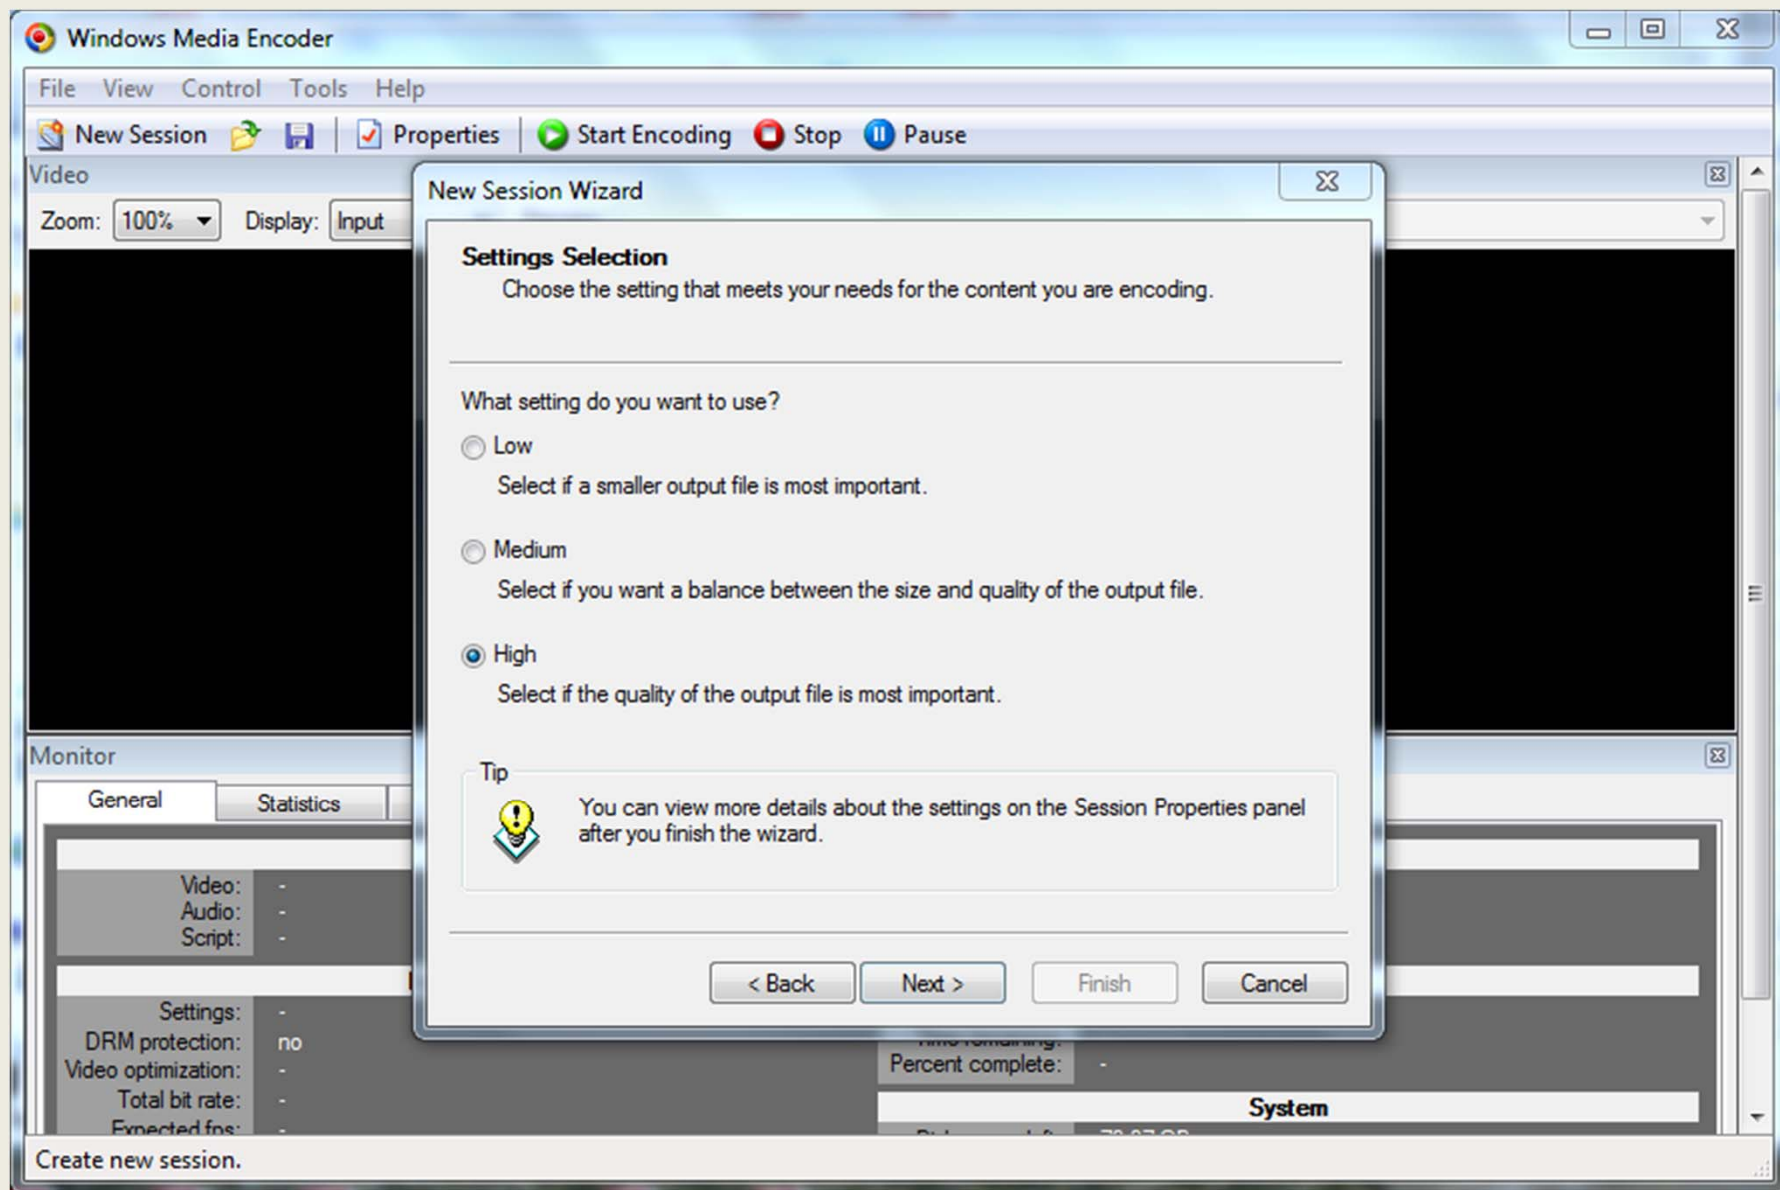 Windows Media Encoder
File View Control Tools Help
New Session Properties Start Encoding Stop Pause
Video
Zoom: 100% Display: Input
New Session Wizard
Settings Selection
Choose the setting that meets your needs for the content you are encoding.
What setting do you want to use?
Low
Select if a smaller output file is most important.
Medium
Select if you want a balance between the size and quality of the output file.
High
Select if the quality of the output file is most important.
Tip
You can view more details about the settings on the Session Properties panel
after you finish the wizard.
< Back Next > Finish Cancel
Monitor
General Statistics
Video: -
Audio: -
Script: -
Settings: -
DRM protection: no
Video optimization: -
Total bit rate: -
Expected fps: -
Time remaining:
Percent complete: -
System
Create new session.